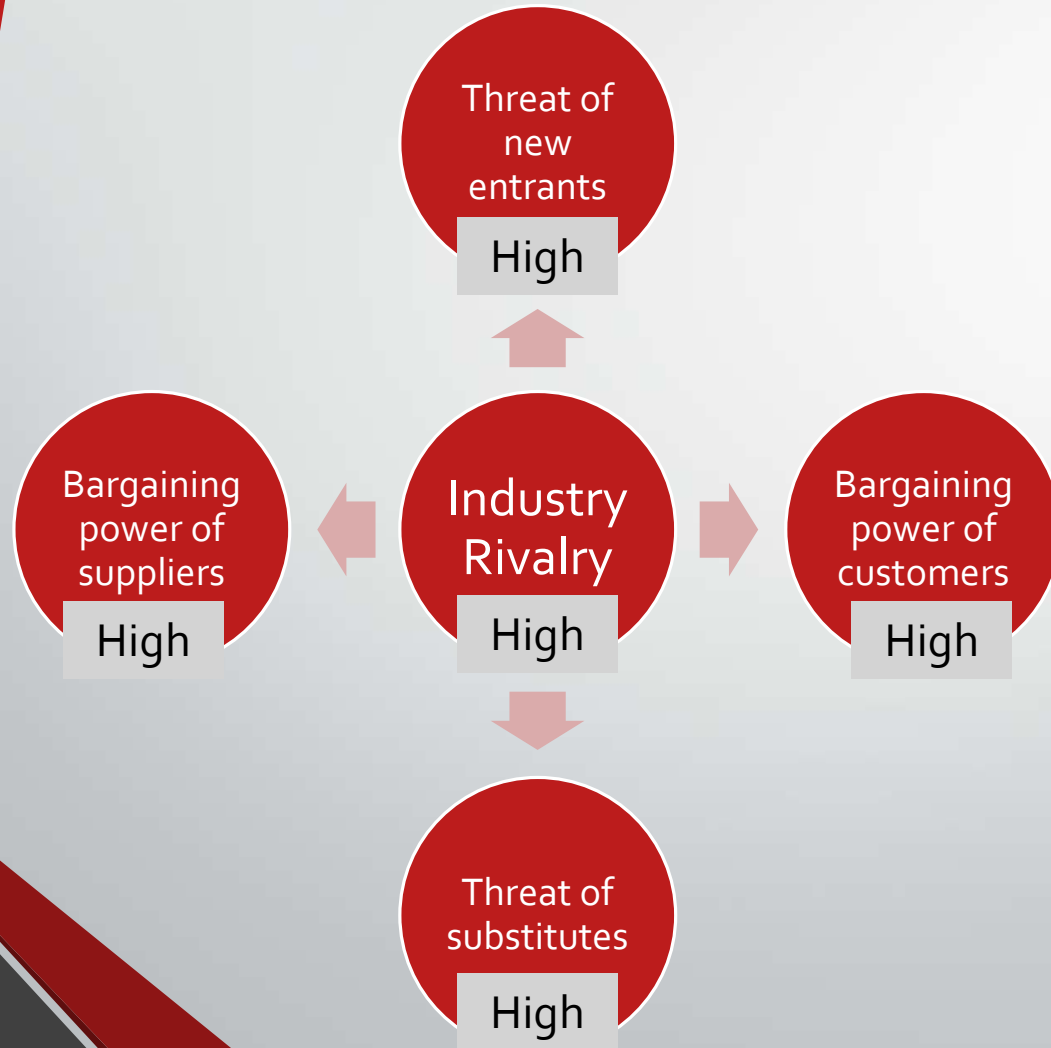 Threat of
new
entrants
High
Bargaining
power of
suppliers
High
Industry
Rivalry
High
Bargaining
power of
customers
High
Threat of
substitutes
High